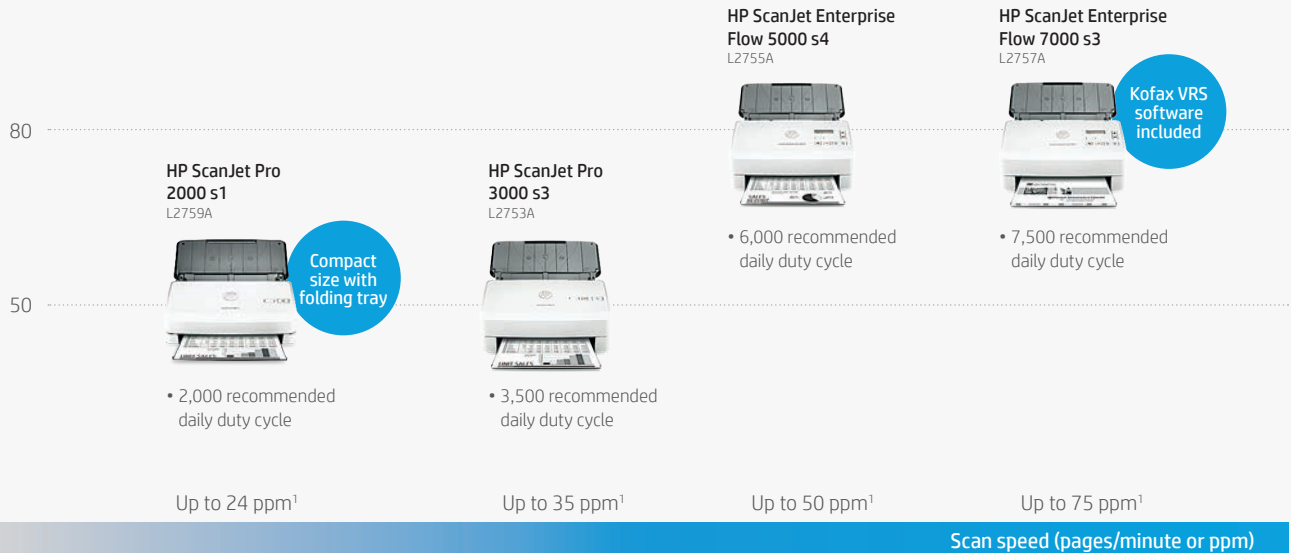 HP ScanJet Enterprise
Flow 5000 s4
L2755A
HP ScanJet Enterprise
Flow 7000 s3
L2757A
Kofax VRS
software
included
80
HP ScanJet Pro
2000 s1
L2759A
HP ScanJet Pro
3000 s3
L2753A
• 6,000 recommended
daily duty cycle
• 7,500 recommended
daily duty cycle
Compact
size with
folding tray
50
UNIT SALES
UNIT SALES
• 2,000 recommended
daily duty cycle
• 3,500 recommended
daily duty cycle
Up to 24 ppm¹
Up to 35 ppm¹
Up to 50 ppm¹
Up to 75 ppm¹
Scan speed (pages/minute or ppm)